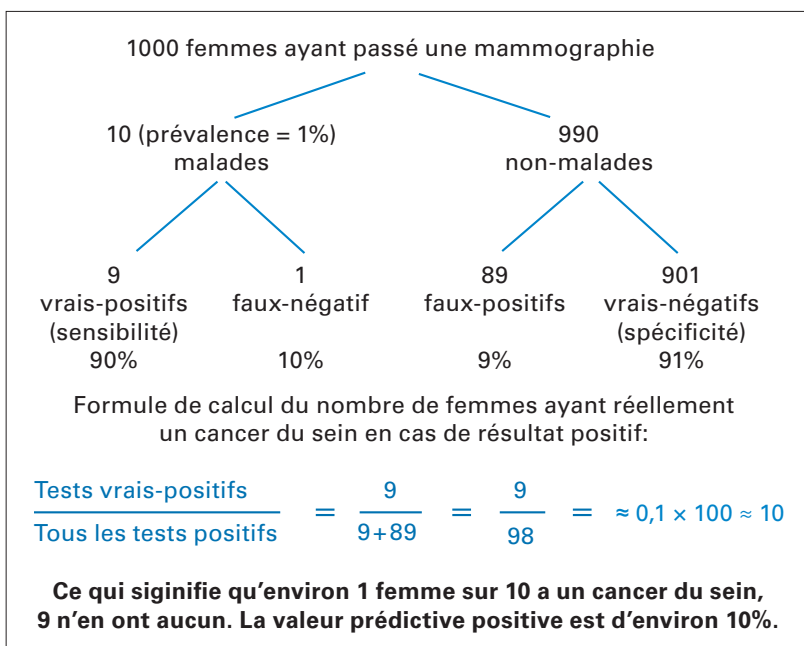 1000 femmes ayant passé une mammographie
10 (prévalence = 1%)
malades
990
non-malades
9
vrais-positifs
(sensibilité)
90%
1
faux-négatif
10%
89
faux-positifs
9%
901
vrais-négatifs
(spécificité)
91%
Formule de calcul du nombre de femmes ayant réellement
un cancer du sein en cas de résultat positif:
Tests vrais-positifs
Tous les tests positifs
=
9
9+89
=
9
98
= ≈ 0,1 × 100 ≈ 10
Ce qui siginifie qu'environ 1 femme sur 10 a un cancer du sein,
9 n'en ont aucun. La valeur prédictive positive est d'environ 10%.